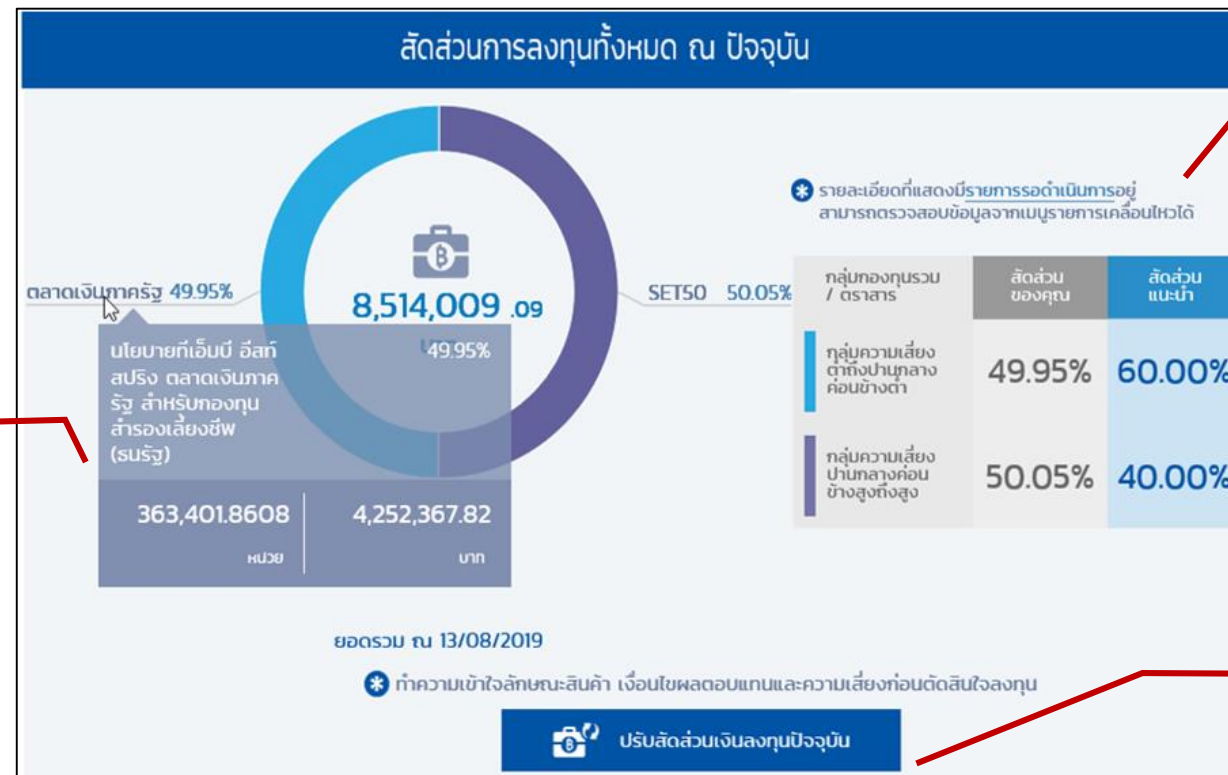 สัดส่วนการลงทุนทั้งหมด ณ ปัจจุบัน
รายละเอียดที่แสดงมีรายการรอดำเนินการอยู่
สามารถตรวจสอบข้อมูลจากเมนูรายการเคลื่อนไหวได้
ตลาดเงินภาครัฐ 49.95%
8,514,009 .09
SET50 50.05%
นโยบายทีเอ็มบี อีสท์
สปริง ตลาดเงินภาค
รัฐ สำหรับกองทุน
สำรองเลี้ยงชีพ
(ธนรัฐ)
49.95%
363,401.8608
หน่วย
4,252,367.82
บาท
กลุ่มกองทุนรวม
/ ตราสาร
สัดส่วน
ของคุณ
สัดส่วน
แนะนำ
กลุ่มความเสี่ยง
ต่ำถึงปานกลาง
ค่อนข้างต่ำ
49.95% 60.00%
กลุ่มความเสี่ยง
ปานกลางค่อน
ข้างสูงถึงสูง
50.05% 40.00%
ยอดรวม ณ 13/08/2019
ทำความเข้าใจลักษณะสินค้า เงื่อนไขผลตอบแทนและความเสี่ยงก่อนตัดสินใจลงทุน
ปรับสัดส่วนเงินลงทุนปัจจุบัน